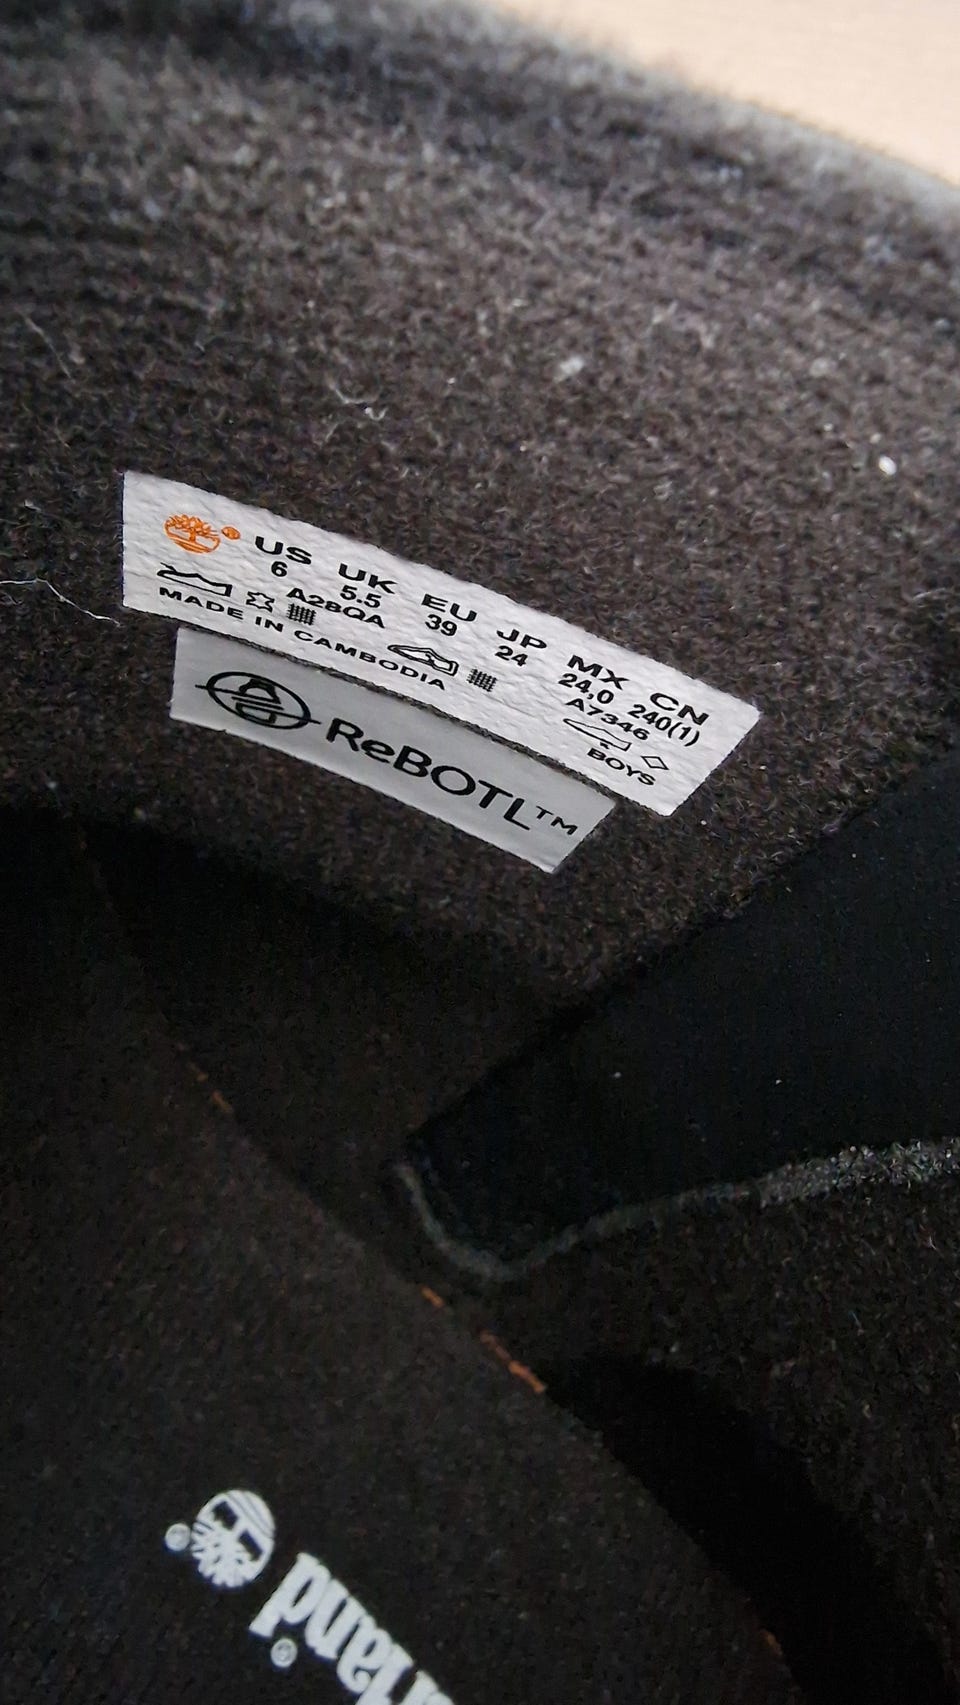 US UK EU JP MX CN
6 5.5 39 24 24,0 240(1)
A28QA A7346
BOYS
MADE IN CAMBODIA
ReBOTL™